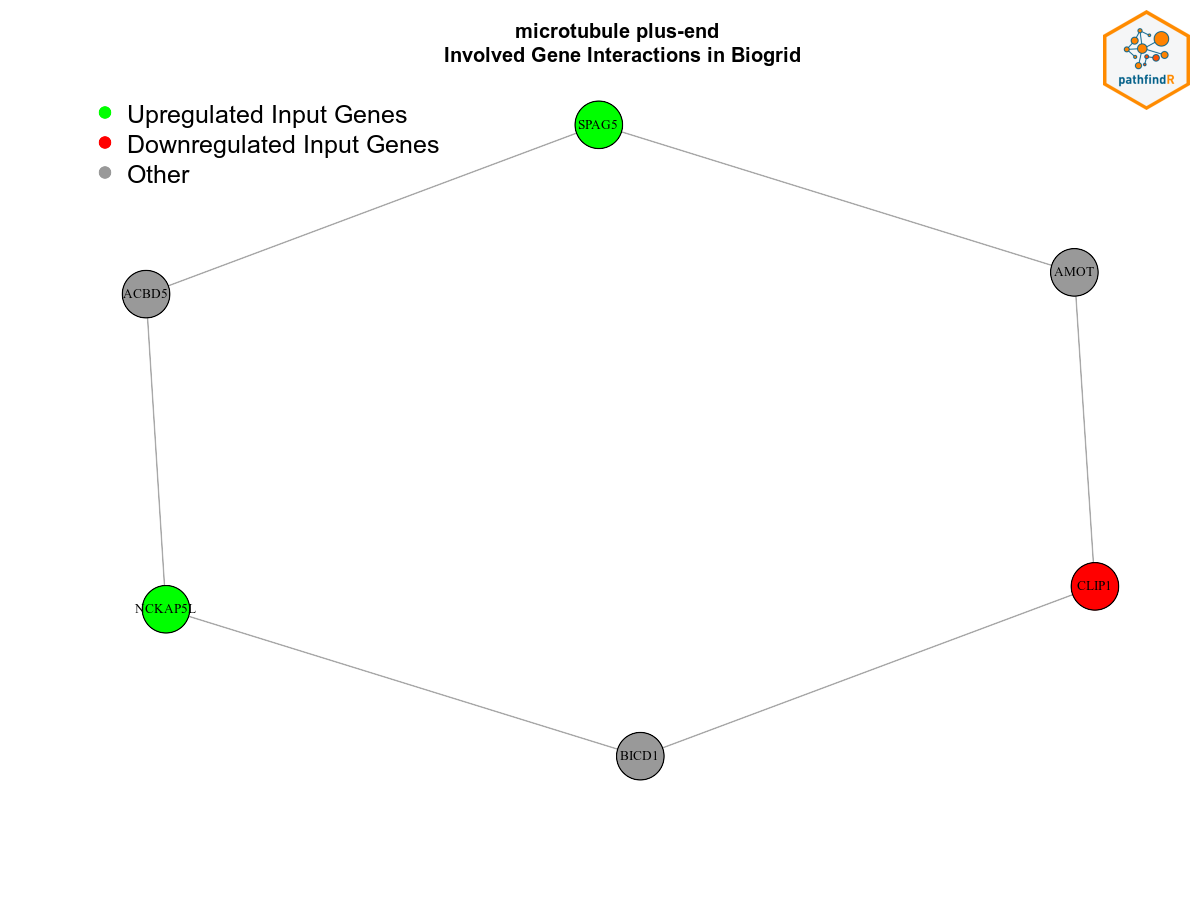 microtubule plus-end
Involved Gene Interactions in Biogrid
pathfindR
Upregulated Input Genes
Downregulated Input Genes
Other
SPAG5
AMOT
ACBD5
CLIP1
NCKAP5L
BICD1